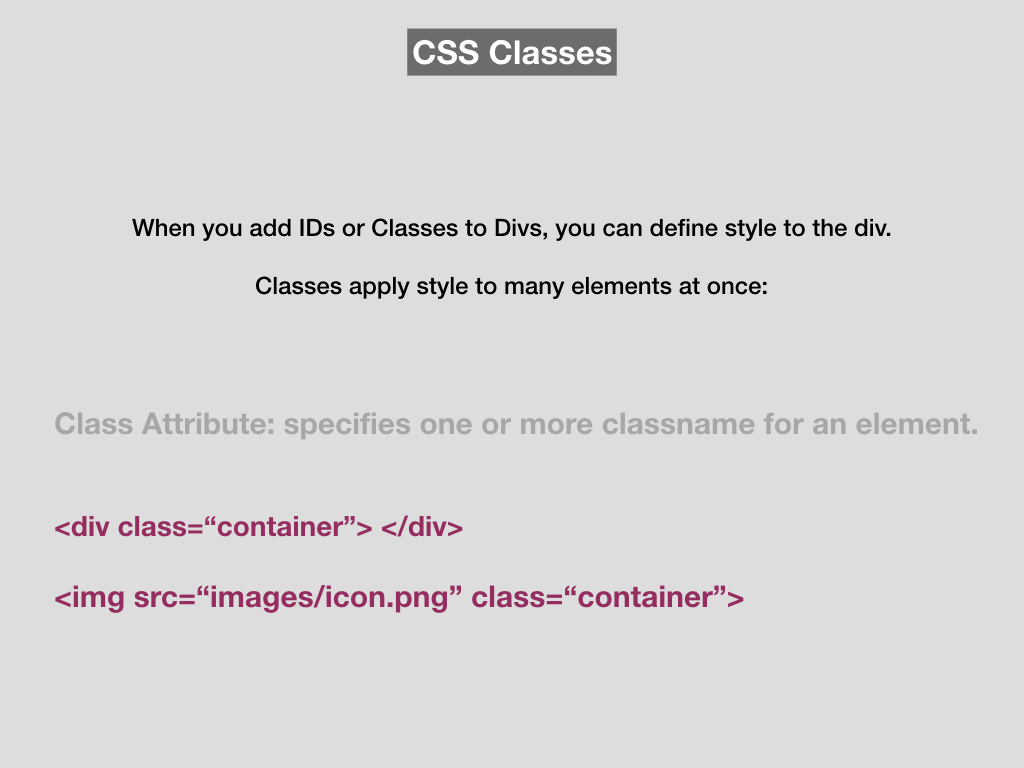 CSS Classes
When you add IDs or Classes to Divs, you can define style to the div.
Classes apply style to many elements at once:
Class Attribute: specifies one or more classname for an element.
<div class=“container”> </div>
<img src=“images/icon.png” class=“container”>